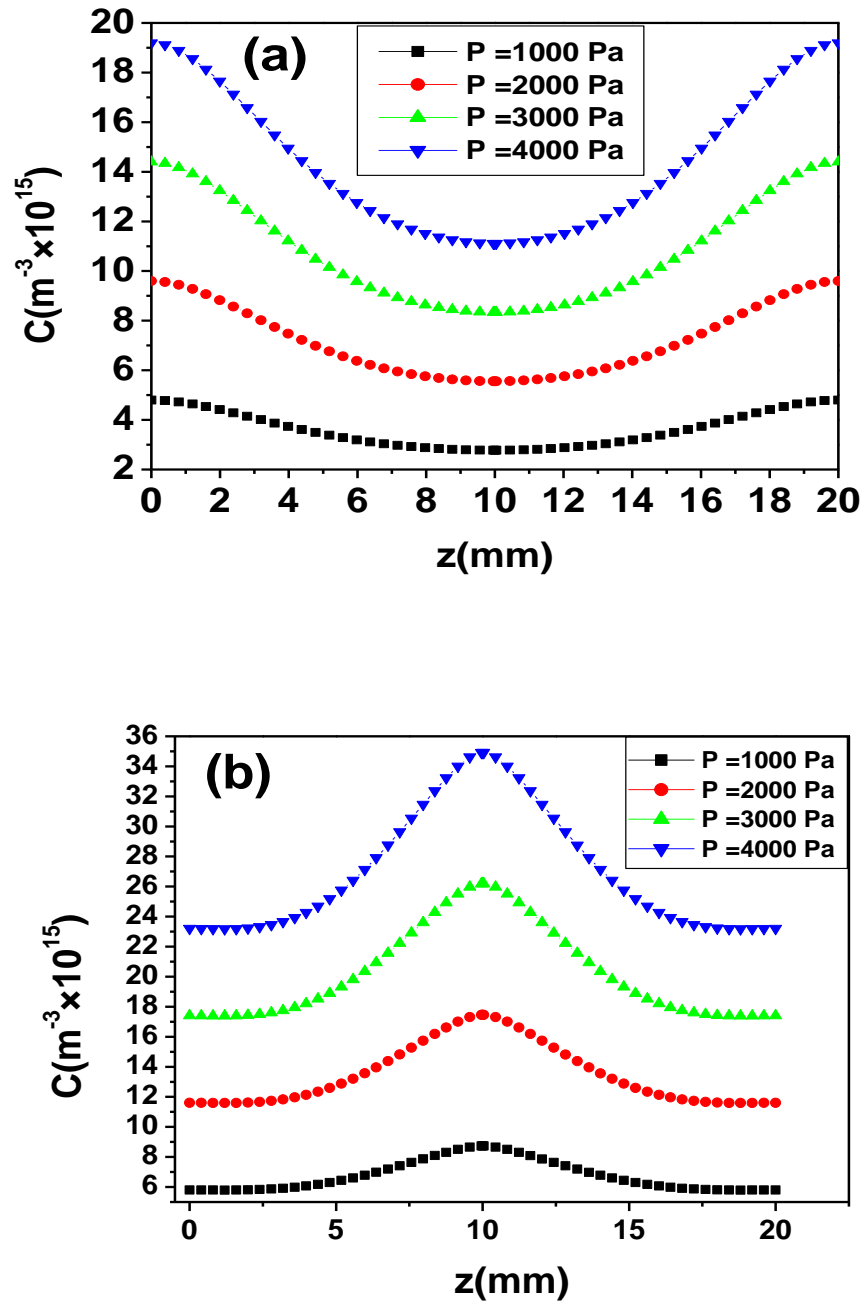 (a)
P =1000 Pa
P =2000 Pa
P =3000 Pa
P =4000 Pa
20
18
16
14
12
10
8
6
4
2
C(m⁻³×10¹⁵)
0 2 4 6 8 10 12 14 16 18 20
z(mm)
(b)
P =1000 Pa
P =2000 Pa
P =3000 Pa
P =4000 Pa
36
34
32
30
28
26
24
22
20
18
16
14
12
10
8
6
C(m⁻³×10¹⁵)
0 5 10 15 20
z(mm)